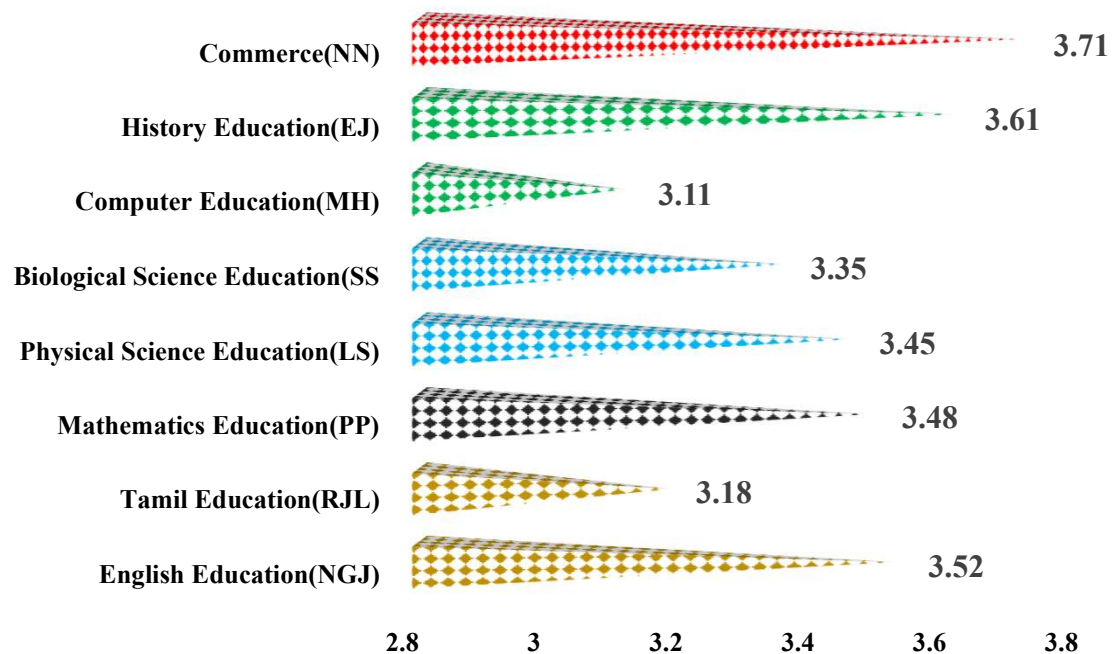 Commerce(NN) 3.71
History Education(EJ) 3.61
Computer Education(MH) 3.11
Biological Science Education(SS 3.35
Physical Science Education(LS) 3.45
Mathematics Education(PP) 3.48
Tamil Education(RJL) 3.18
English Education(NGJ) 3.52
2.8 3 3.2 3.4 3.6 3.8